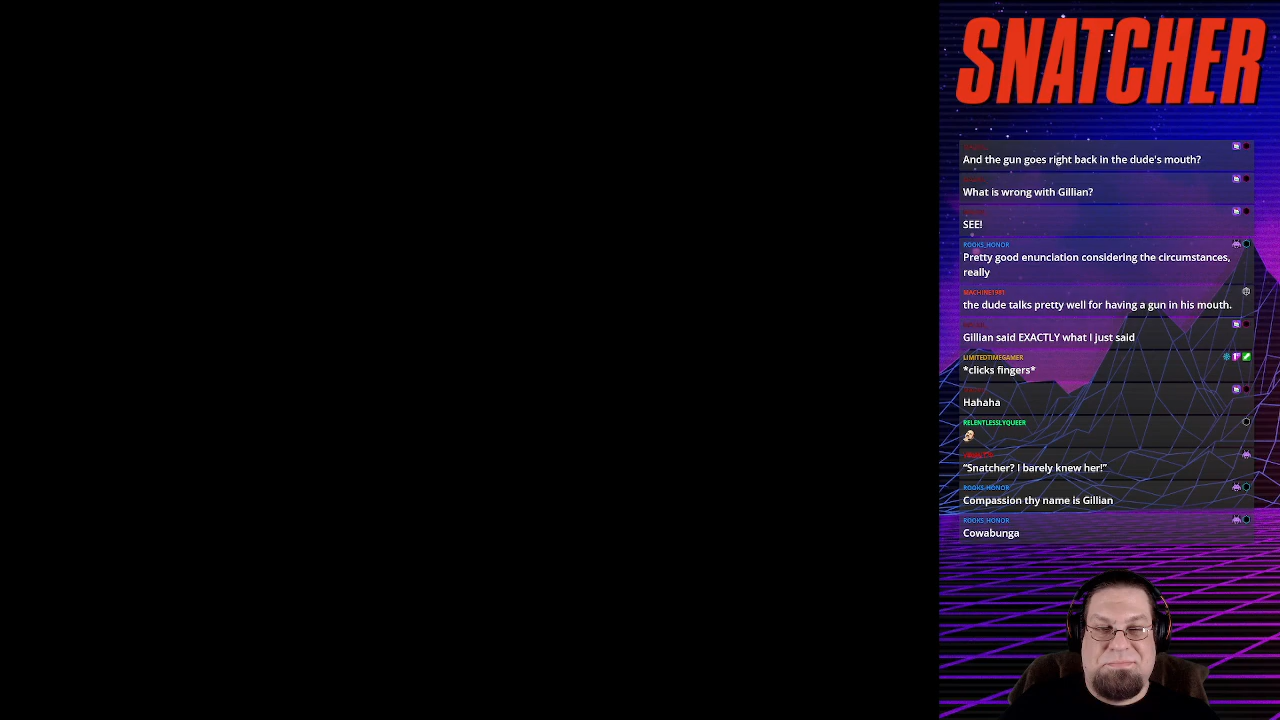 SNATCHER
And the gun goes right back in the dude's mouth?
What is wrong with Gillian?
SEE!
ROOKS_HONOR
Pretty good enunciation considering the circumstances,
really
MACHINE1981
the dude talks pretty well for having a gun in his mouth.
Gillian said EXACTLY what I just said
LIMITEDTIMEGAMER
*clicks fingers*
Hahaha
RELENTLESSLYQUEER
“Snatcher? I barely knew her!”
ROOKS_HONOR
Compassion thy name is Gillian
ROOKS_HONOR
Cowabunga